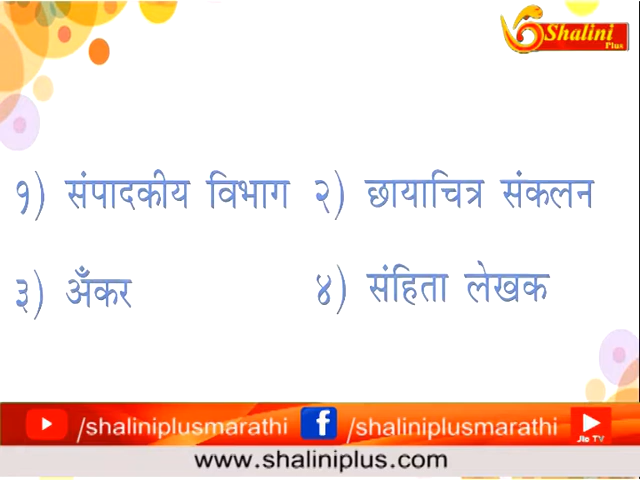 Shalini
Plus
१) संपादकीय विभाग २) छायाचित्र संकलन
३) अँकर ४) संहिता लेखक
/shaliniplusmarathi /shaliniplusmarathi
Jio TV
www.shaliniplus.com